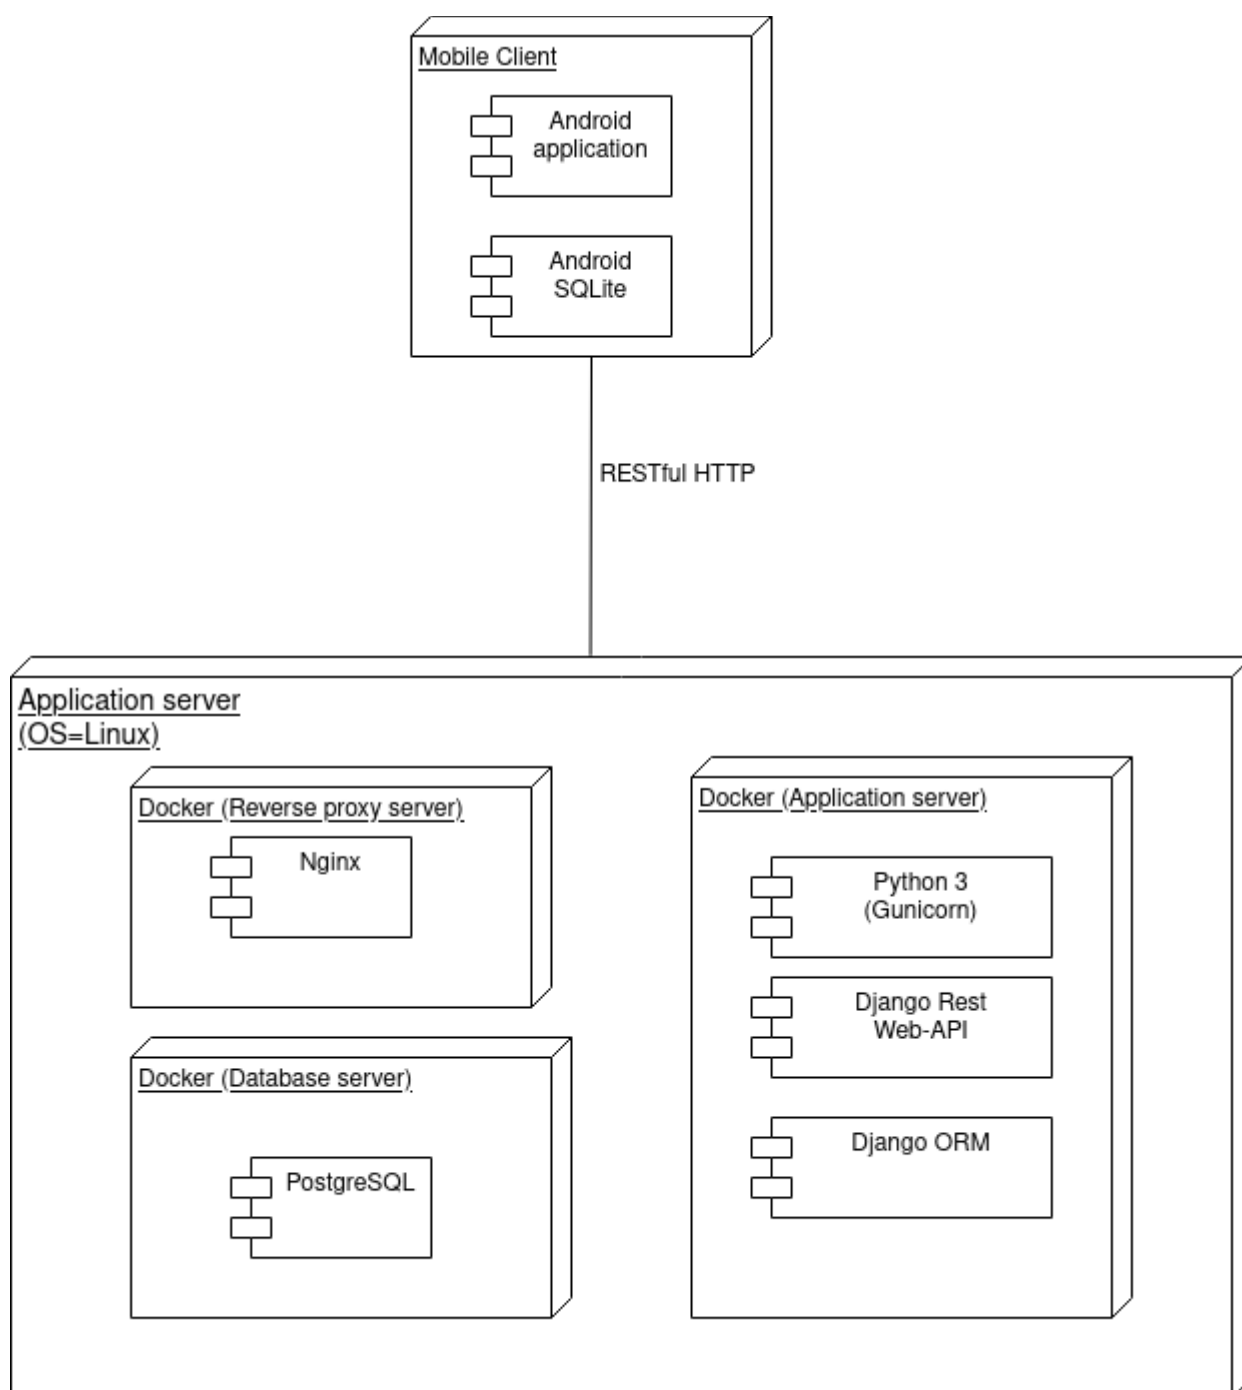 Mobile Client
Android
application
Android
SQLite
RESTful HTTP
Application server
(OS=Linux)
Docker (Reverse proxy server)
Nginx
Docker (Database server)
PostgreSQL
Docker (Application server)
Python 3
(Gunicorn)
Django Rest
Web-API
Django ORM